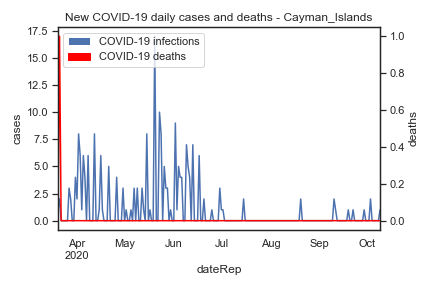 New COVID-19 daily cases and deaths - Cayman_Islands
COVID-19 infections
COVID-19 deaths
cases
17.5
15.0
12.5
10.0
7.5
5.0
2.5
0.0
deaths
1.0
0.8
0.6
0.4
0.2
0.0
Apr May Jun Jul Aug Sep Oct
2020
dateRep